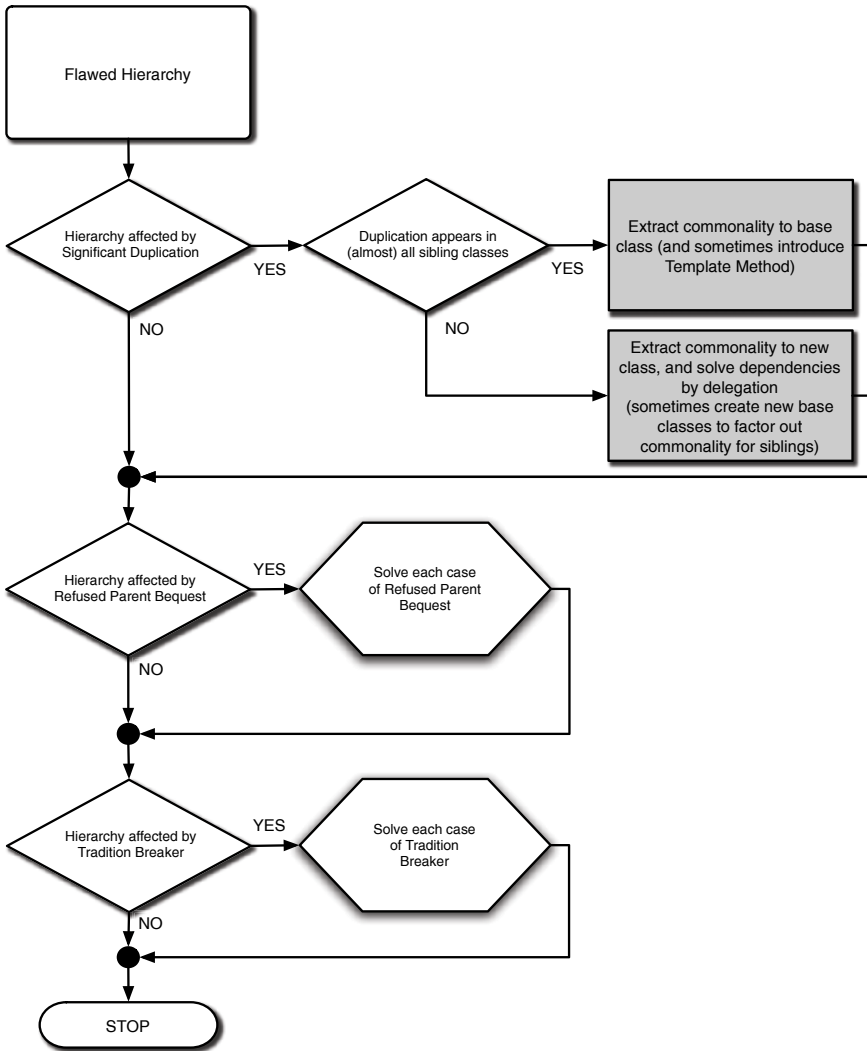 Flawed Hierarchy
Hierarchy affected by
Significant Duplication
YES
Duplication appears in
(almost) all sibling classes
YES
Extract commonality to base
class (and sometimes introduce
Template Method)
NO
NO
Extract commonality to new
class, and solve dependencies
by delegation
(sometimes create new base
classes to factor out
commonality for siblings)
Hierarchy affected by
Refused Parent Bequest
YES
Solve each case
of Refused Parent
Bequest
NO
Hierarchy affected by
Tradition Breaker
YES
Solve each case
of Tradition
Breaker
NO
STOP